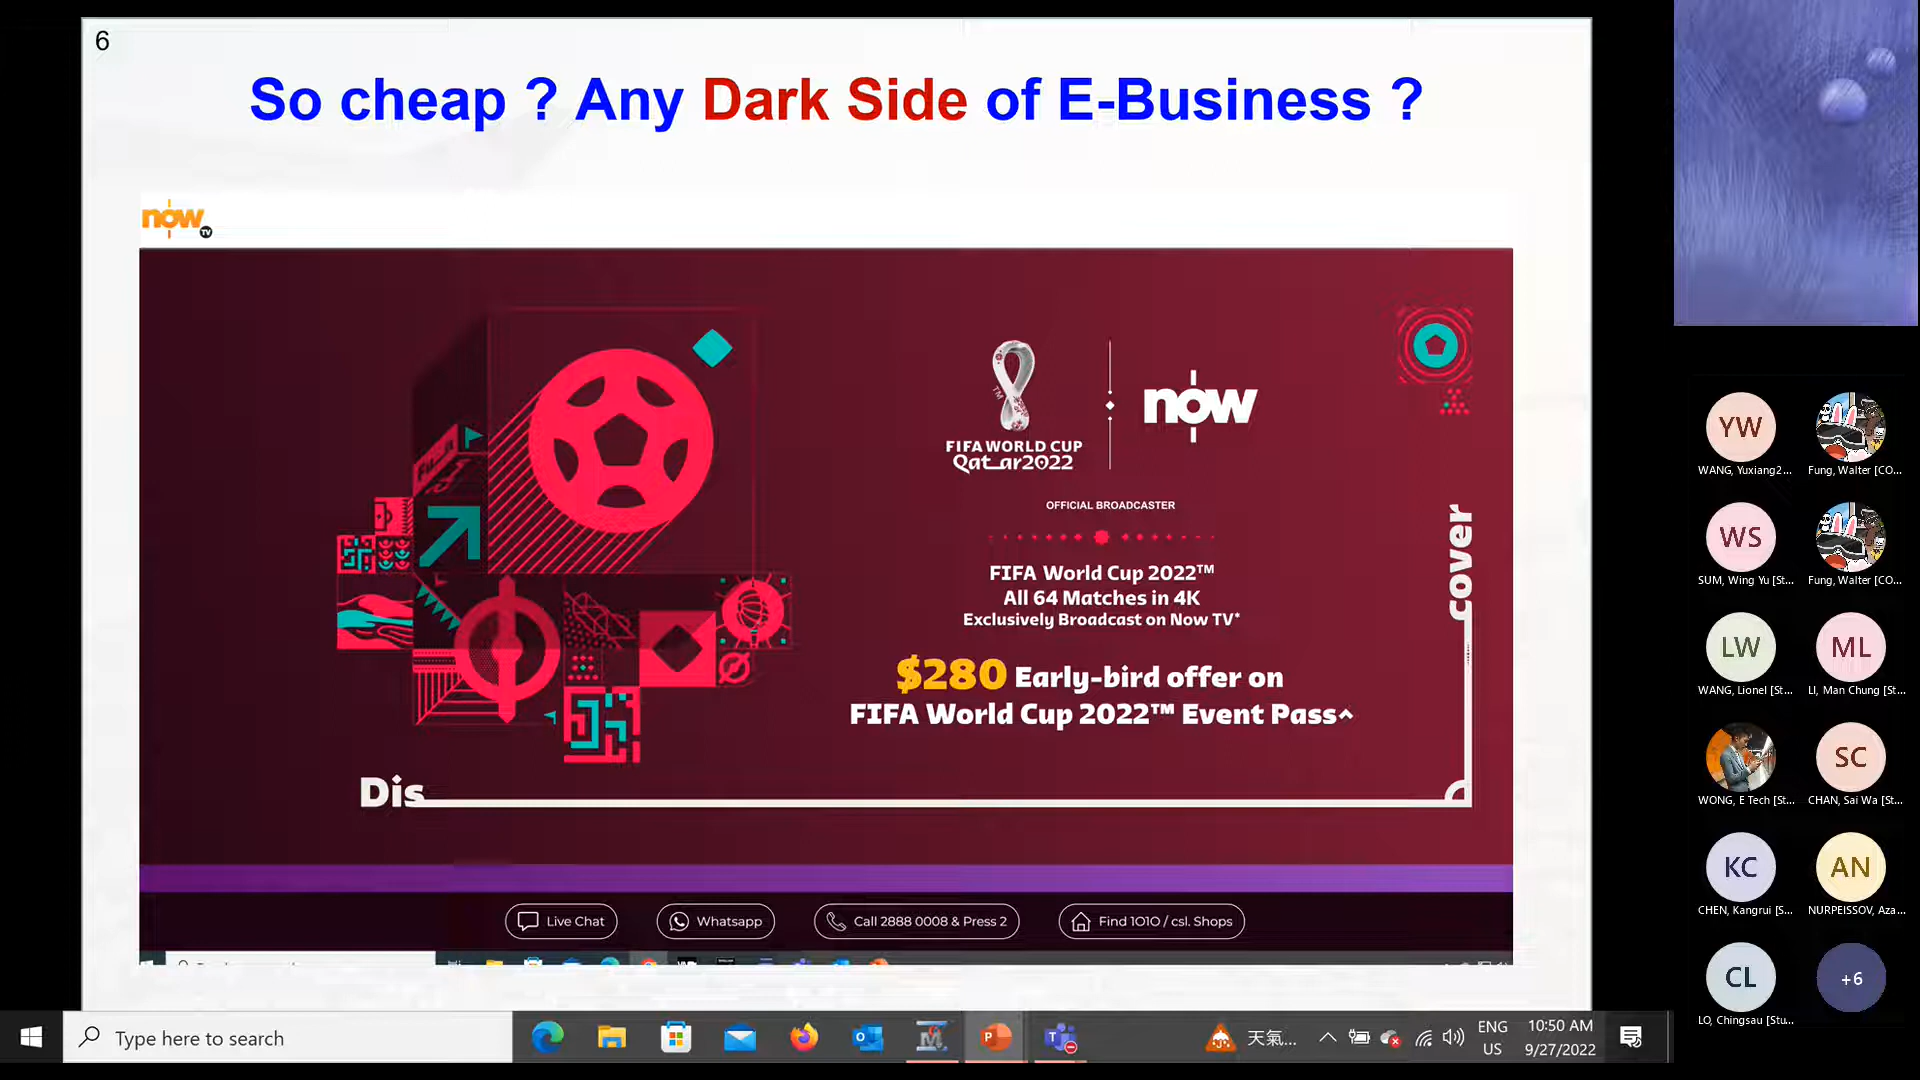 6
So cheap ? Any Dark Side of E-Business ?
now
TV
FIFA WORLD CUP
Qatar2022
now
OFFICIAL BROADCASTER
FIFA World Cup 2022™
All 64 Matches in 4K
Exclusively Broadcast on Now TV*
$280 Early-bird offer on
FIFA World Cup 2022™ Event Pass^
Dis
cover
Live Chat
Whatsapp
Call 2888 0008 & Press 2
Find 1O1O / csl. Shops
YW
WANG, Yuxiang2...
Fung, Walter [CO...
WS
SUM, Wing Yu [St...
Fung, Walter [CO...
LW
WANG, Lionel [St...
ML
LI, Man Chung [St...
WONG, E Tech [St...
SC
CHAN, Sai Wa [St...
KC
CHEN, Kangrui [S...
AN
NURPEISSOV, Aza...
CL
LO, Chingsau [Stu...
+6
Type here to search
天氣...
ENG
US
10:50 AM
9/27/2022